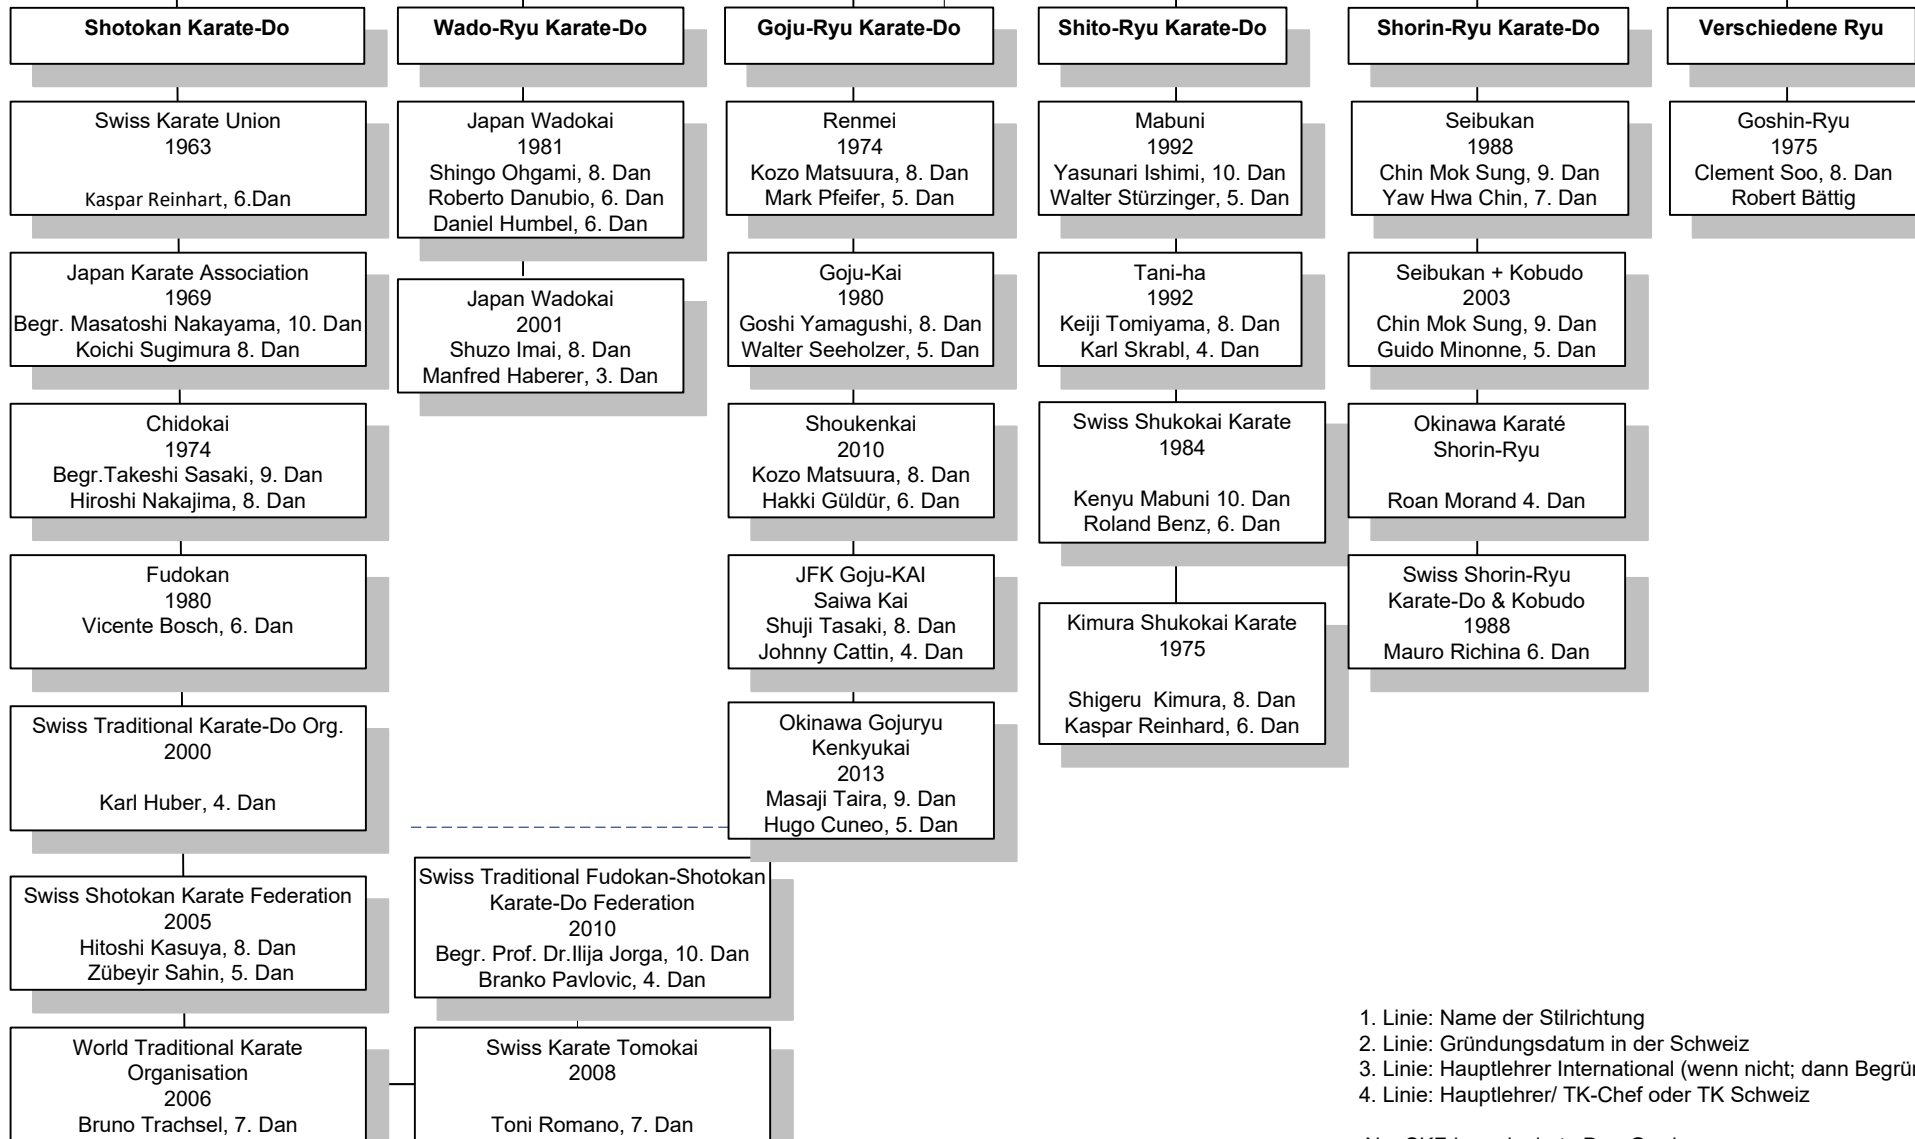 Shotokan Karate-Do
Swiss Karate Union
1963
Kaspar Reinhart, 6.Dan
Japan Karate Association
1969
Begr. Masatoshi Nakayama, 10. Dan
Koichi Sugimura 8. Dan
Chidokai
1974
Begr.Takeshi Sasaki, 9. Dan
Hiroshi Nakajima, 8. Dan
Fudokan
1980
Vicente Bosch, 6. Dan
Swiss Traditional Karate-Do Org.
2000
Karl Huber, 4. Dan
Swiss Shotokan Karate Federation
2005
Hitoshi Kasuya, 8. Dan
Zübeyir Sahin, 5. Dan
World Traditional Karate
Organisation
2006
Bruno Trachsel, 7. Dan
Swiss Traditional Fudokan-Shotokan
Karate-Do Federation
2010
Begr. Prof. Dr.Ilija Jorga, 10. Dan
Branko Pavlovic, 4. Dan
Swiss Karate Tomokai
2008
Toni Romano, 7. Dan
Wado-Ryu Karate-Do
Japan Wadokai
1981
Shingo Ohgami, 8. Dan
Roberto Danubio, 6. Dan
Daniel Humbel, 6. Dan
Japan Wadokai
2001
Shuzo Imai, 8. Dan
Manfred Haberer, 3. Dan
Goju-Ryu Karate-Do
Renmei
1974
Kozo Matsuura, 8. Dan
Mark Pfeifer, 5. Dan
Goju-Kai
1980
Goshi Yamagushi, 8. Dan
Walter Seeholzer, 5. Dan
Shoukenkai
2010
Kozo Matsuura, 8. Dan
Hakki Güldür, 6. Dan
JFK Goju-KAI
Saiwa Kai
Shuji Tasaki, 8. Dan
Johnny Cattin, 4. Dan
Okinawa Gojuryu
Kenkyukai
2013
Masaji Taira, 9. Dan
Hugo Cuneo, 5. Dan
Shito-Ryu Karate-Do
Mabuni
1992
Yasunari Ishimi, 10. Dan
Walter Stürzinger, 5. Dan
Tani-ha
1992
Keiji Tomiyama, 8. Dan
Karl Skrabl, 4. Dan
Swiss Shukokai Karate
1984
Kenyu Mabuni 10. Dan
Roland Benz, 6. Dan
Kimura Shukokai Karate
1975
Shigeru Kimura, 8. Dan
Kaspar Reinhard, 6. Dan
Shorin-Ryu Karate-Do
Seibukan
1988
Chin Mok Sung, 9. Dan
Yaw Hwa Chin, 7. Dan
Seibukan + Kobudo
2003
Chin Mok Sung, 9. Dan
Guido Minonne, 5. Dan
Okinawa Karaté
Shorin-Ryu
Roan Morand 4. Dan
Swiss Shorin-Ryu
Karate-Do & Kobudo
1988
Mauro Richina 6. Dan
Verschiedene Ryu
Goshin-Ryu
1975
Clement Soo, 8. Dan
Robert Bättig
1. Linie: Name der Stilrichtung
2. Linie: Gründungsdatum in der Schweiz
3. Linie: Hauptlehrer International (wenn nicht; dann
4. Linie: Hauptlehrer/ TK-Chef oder TK Schweiz